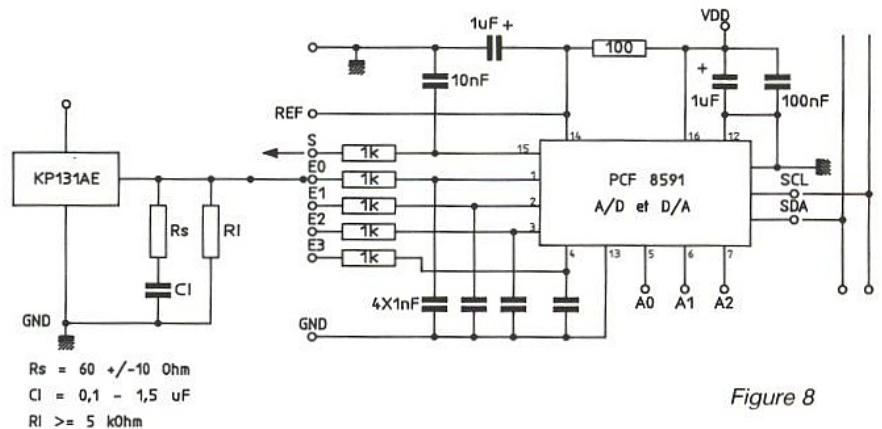 1uF +
VDD
100
10nF
+
1uF
100nF
REF
14
16
12
S
1k
15
KP131AE
E0
1k
1
PCF 8591
SCL
E1
1k
2
A/D et D/A
SDA
Rs
Rl
E2
1k
3
E3
1k
4
13
5
6
7
Cl
4X1nF
A0
A1
A2
GND
GND
Rs = 60 +/-10 Ohm
Cl = 0,1 - 1,5 uF
Rl >= 5 kOhm
Figure 8